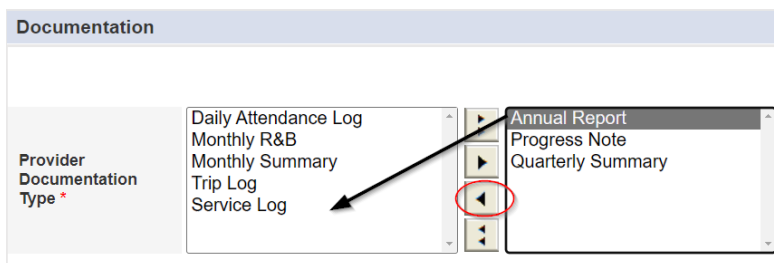 Documentation
Provider
Documentation
Type *
Daily Attendance Log
Monthly R&B
Monthly Summary
Trip Log
Service Log
Annual Report
Progress Note
Quarterly Summary